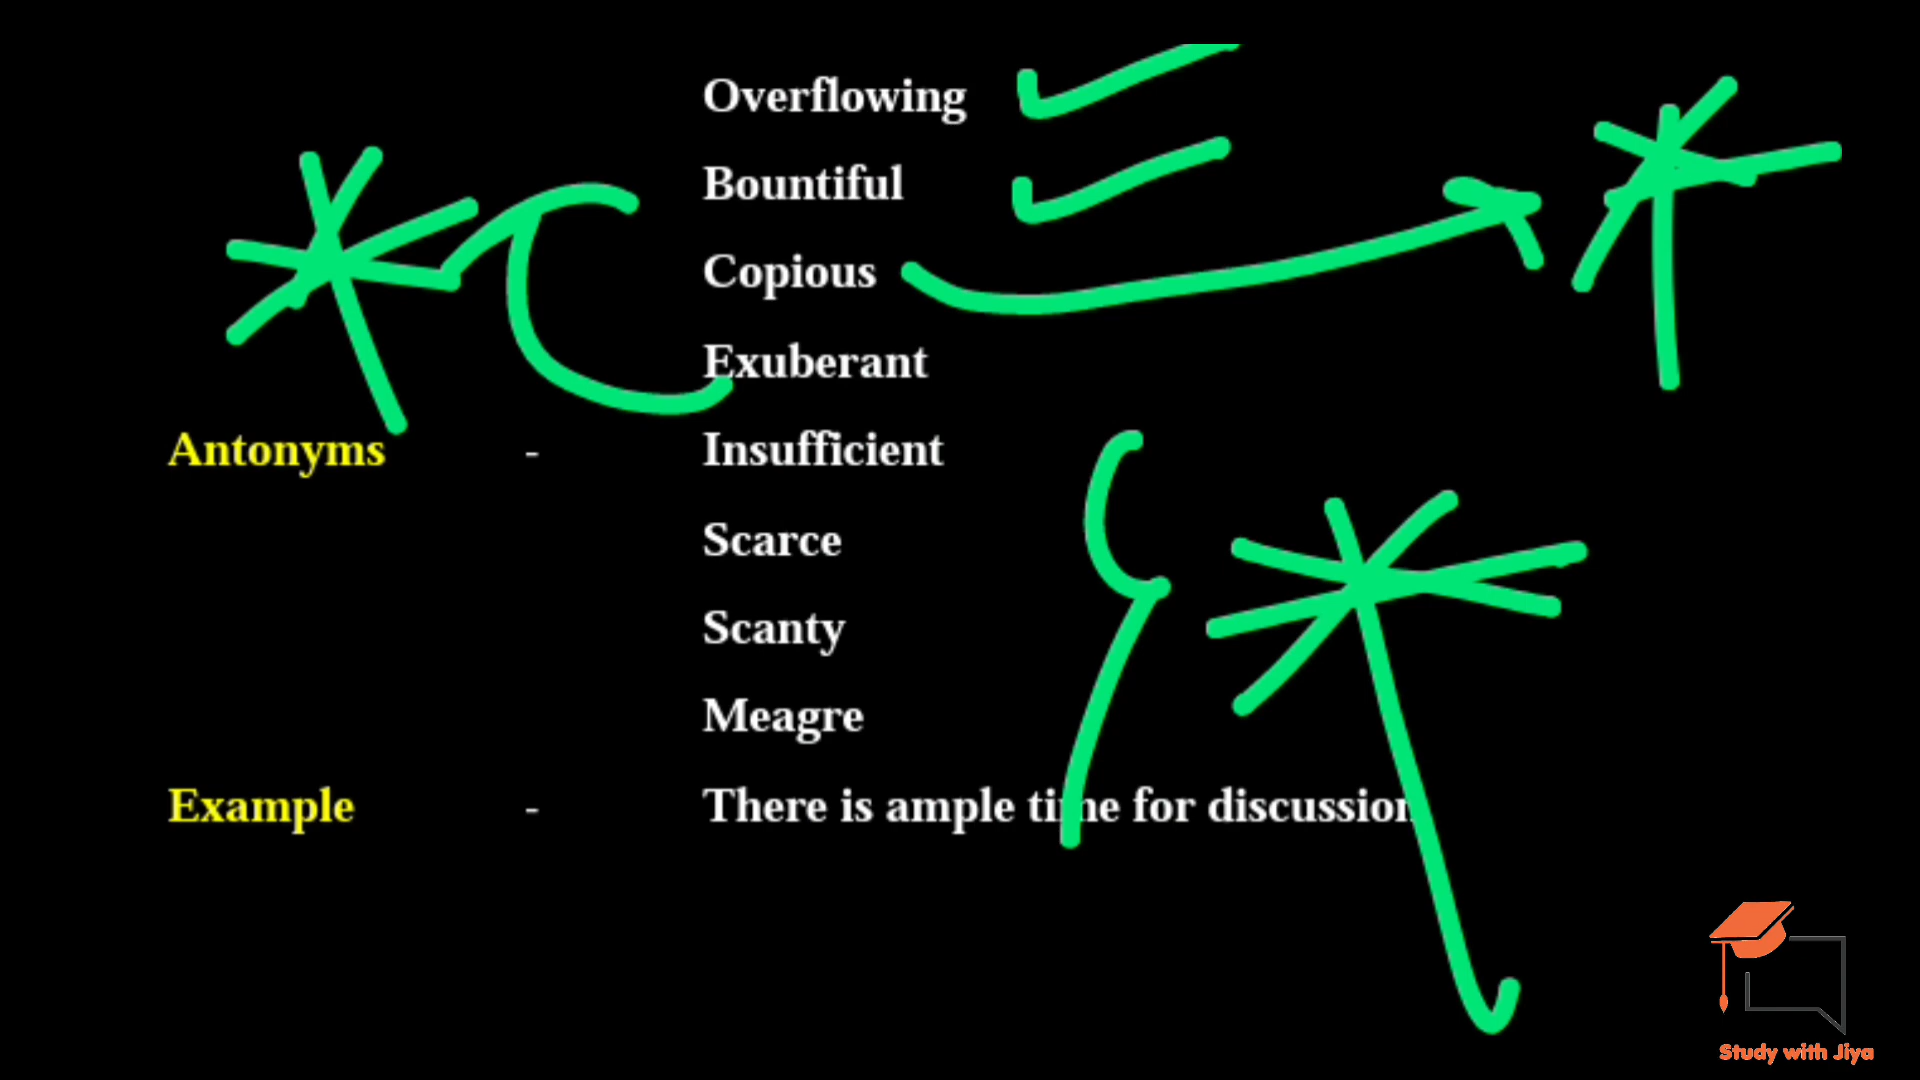 Overflowing
Bountiful
Copious
Exuberant
Antonyms - Insufficient
Scarce
Scanty
Meagre
Example - There is ample time for discussion
Study with Jiya